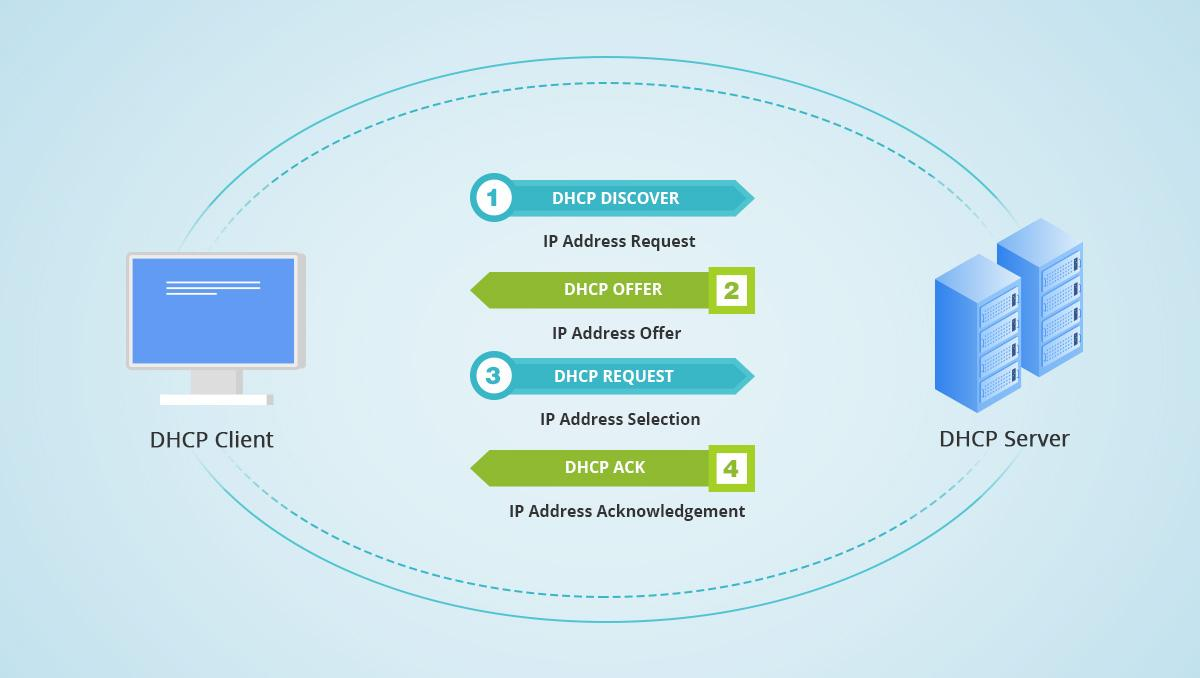 1 DHCP DISCOVER
IP Address Request
DHCP OFFER 2
IP Address Offer
3 DHCP REQUEST
IP Address Selection
DHCP ACK 4
IP Address Acknowledgement
DHCP Client
DHCP Server